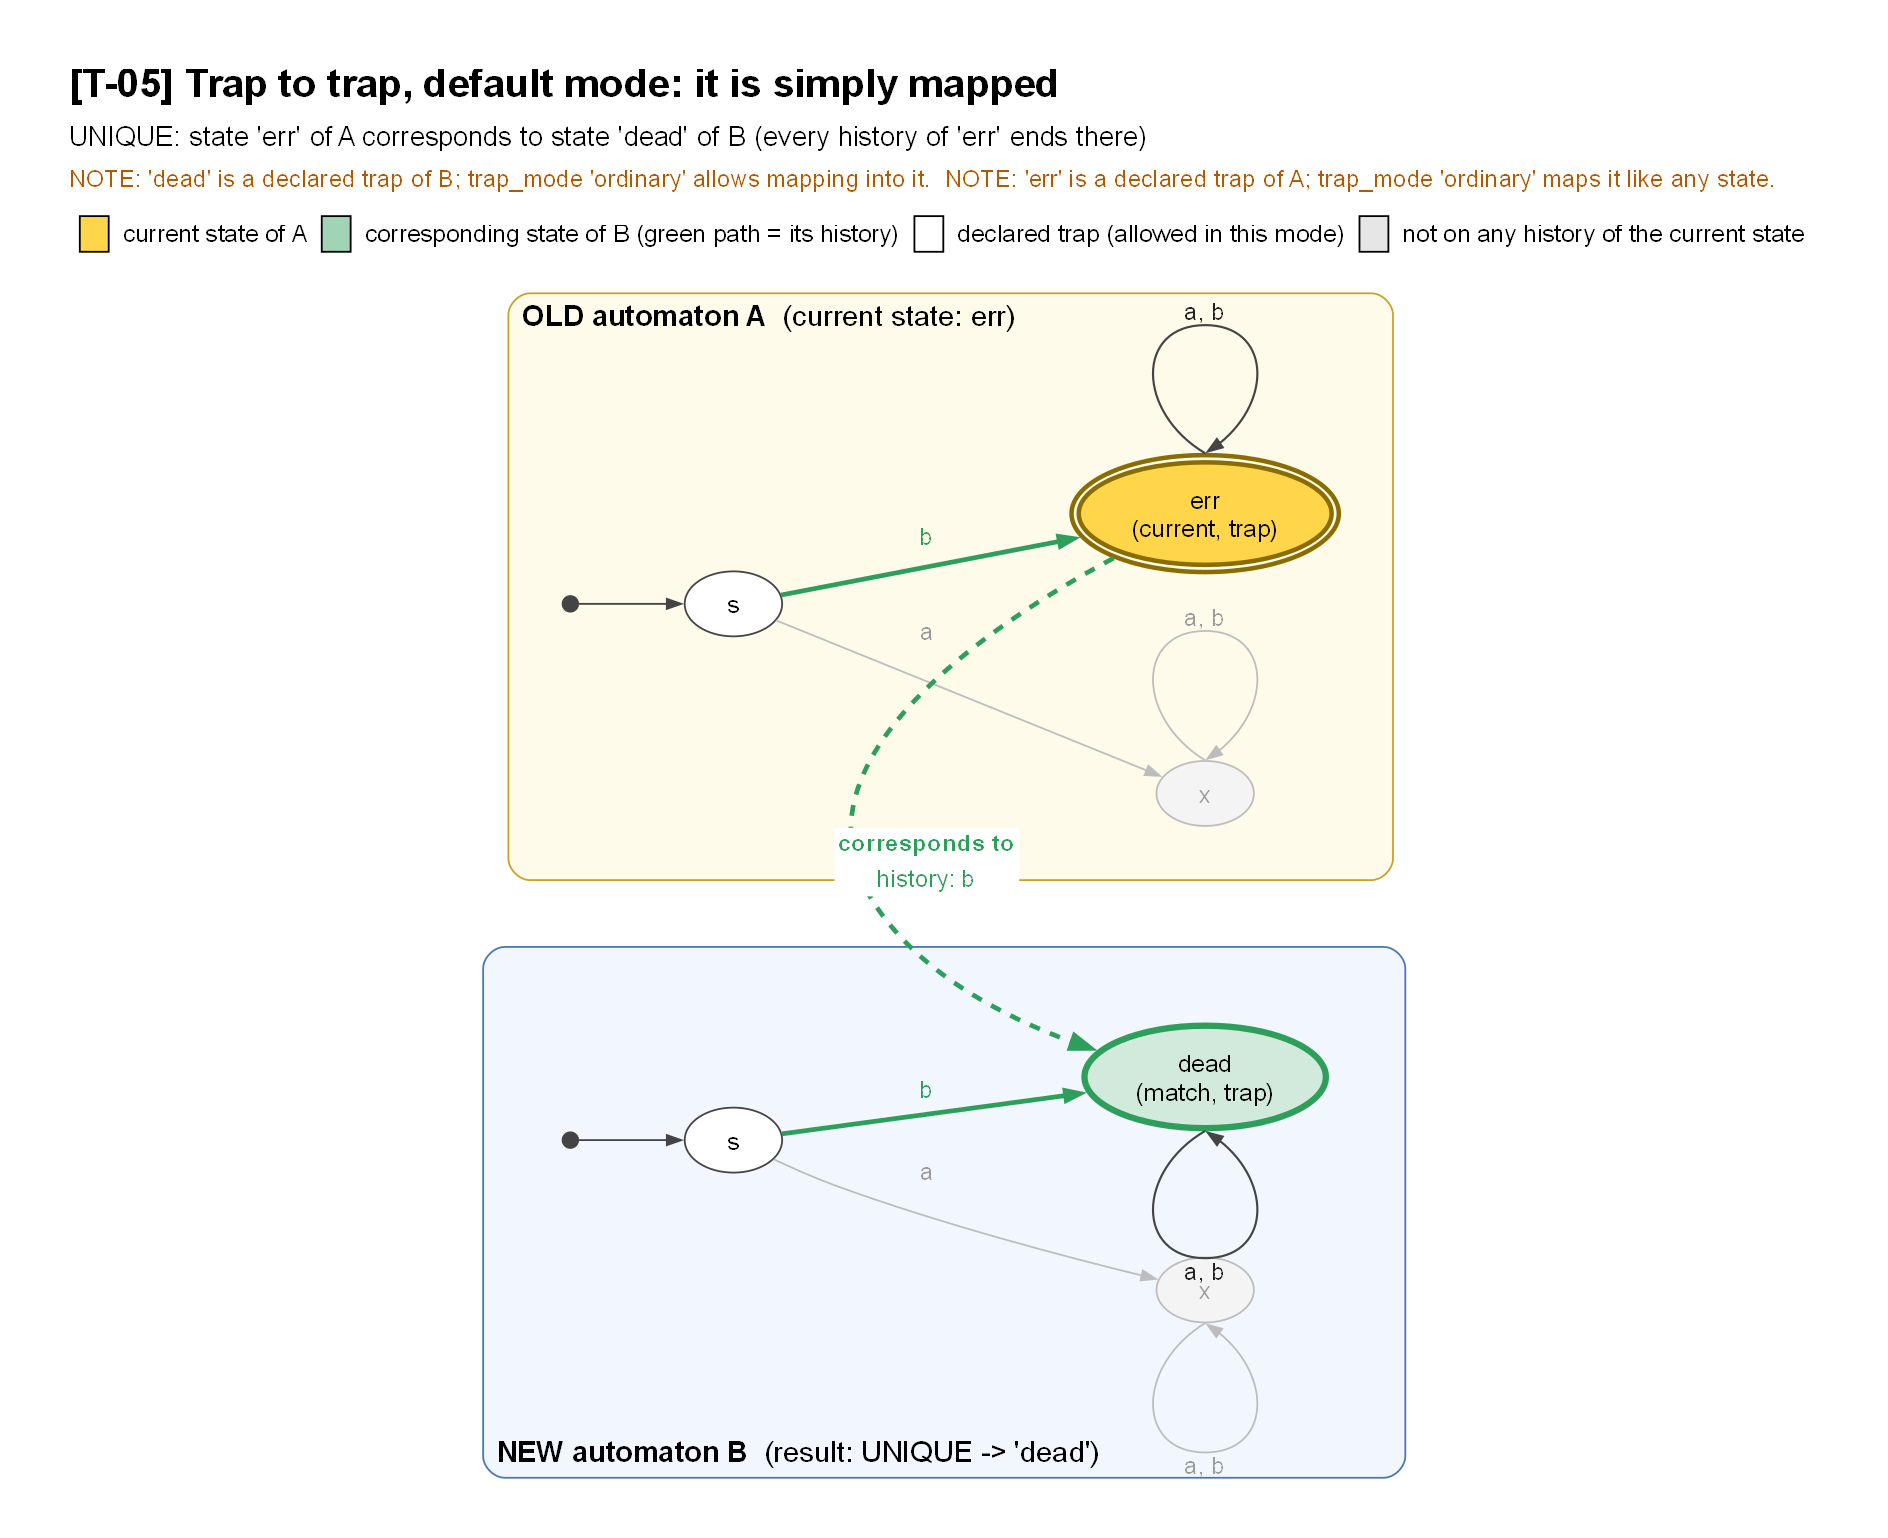 [T-05] Trap to trap, default mode: it is simply mapped
UNIQUE: state 'err' of A corresponds to state 'dead' of B (every history of 'err' ends there)
NOTE: 'dead' is a declared trap of B; trap_mode 'ordinary' allows mapping into it.  NOTE: 'err' is a declared trap of A; trap_mode 'ordinary' maps it like any state.
current state of A
corresponding state of B (green path = its history)
declared trap (allowed in this mode)
not on any history of the current state
OLD automaton A  (current state: err)
a, b
err
(current, trap)
b
s
a
a, b
x
corresponds to
history: b
dead
(match, trap)
b
s
a
a, b
x
NEW automaton B  (result: UNIQUE -> 'dead')
a, b